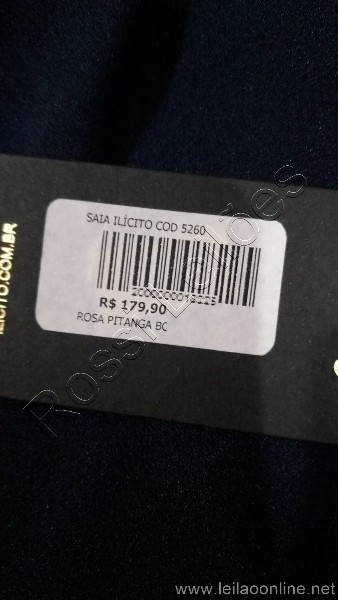 SAIA ILÍCITO COD 5260
R$ 179,90
ROSA PITANGA BC
ILICITO.COM.BR
Rossi Leilões
www.leilaoonline.net